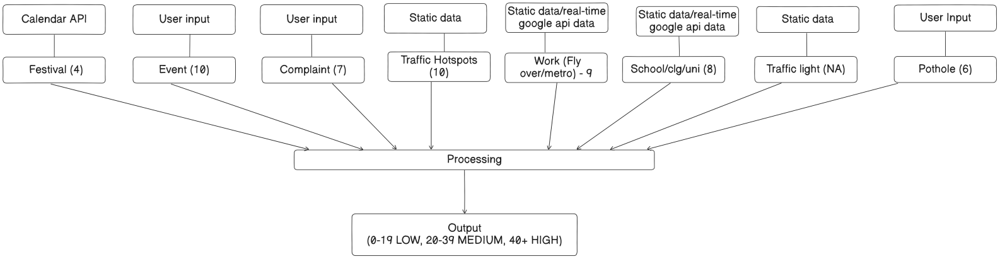 Calendar API
User input
User input
Static data
Static data/real-time
google api data
Static data/real-time
google api data
Static data
User Input
Festival (4)
Event (10)
Complaint (7)
Traffic Hotspots
(10)
Work (Fly
over/metro) - 9
School/clg/uni (8)
Traffic light (NA)
Pothole (6)
Processing
Output
(0-19 LOW, 20-39 MEDIUM, 40+ HIGH)